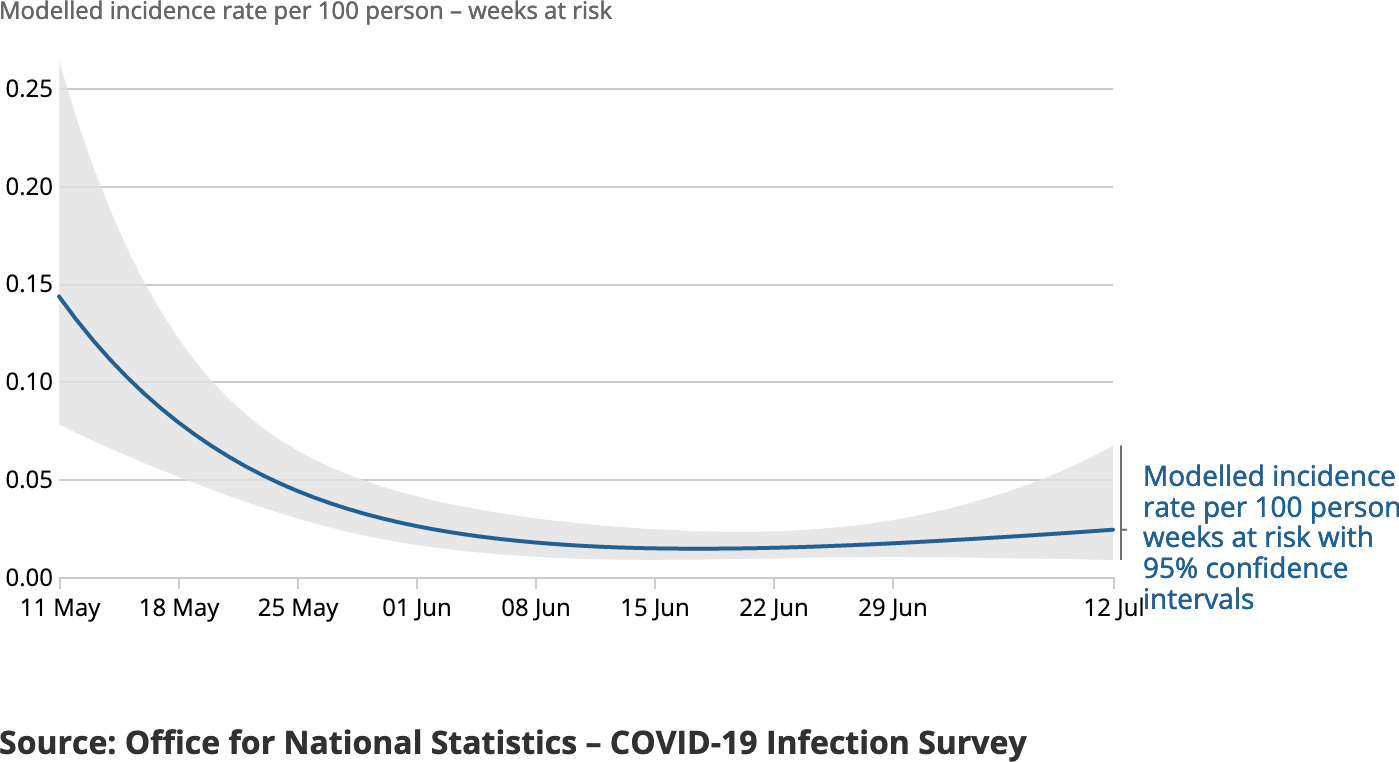 Modelled incidence rate per 100 person – weeks at risk
0.25
0.20
0.15
0.10
0.05
0.00
11 May 18 May 25 May 01 Jun 08 Jun 15 Jun 22 Jun 29 Jun 12 Jul
Modelled incidence
rate per 100 person
weeks at risk with
95% confidence
intervals
Source: Office for National Statistics – COVID-19 Infection Survey